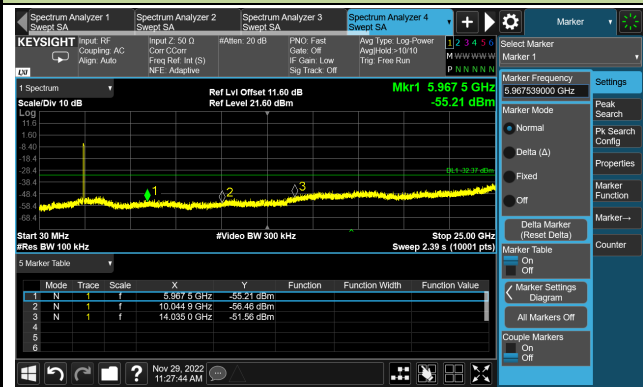 Spectrum Analyzer 1
Swept SA
Spectrum Analyzer 2
Swept SA
Spectrum Analyzer 3
Swept SA
Spectrum Analyzer 4
Swept SA
Marker
KEYSIGHT
Input: RF
Coupling: AC
Align: Auto
Input Z: 50 Ω
Corr CCorr
Freq Ref: Int (S)
NFE: Adaptive
#Atten: 20 dB
PNO: Fast
Gate: Off
IF Gain: Low
Sig Track: Off
Avg Type: Log-Power
Avg|Hold:>10/10
Trig: Free Run
1 2 3 4 5 6
M W W W W W
P N N N N N
LXI
Select Marker
Marker 1
1 Spectrum
Scale/Div 10 dB
Ref Lvl Offset 11.60 dB
Ref Level 21.60 dBm
Mkr1 5.967 5 GHz
-55.21 dBm
Log
11.6
1.60
-8.40
-18.4
-28.4
-38.4
-48.4
-58.4
-68.4
DL1 -32.37 dBm
1
2
3
Start 30 MHz
#Res BW 100 kHz
#Video BW 300 kHz
Stop 25.00 GHz
Sweep 2.39 s (10001 pts)
5 Marker Table
Mode Trace Scale X Y Function Function Width Function Value
1 N 1 f 5.967 5 GHz -55.21 dBm
2 N 1 f 10.044 9 GHz -56.46 dBm
3 N 1 f 14.035 0 GHz -51.56 dBm
4
5
6
Marker Frequency
5.967539000 GHz
Marker Mode
Normal
Delta (Δ)
Fixed
Off
Delta Marker
(Reset Delta)
Marker Table
On
Off
Marker Settings
Diagram
All Markers Off
Couple Markers
On
Off
Settings
Peak
Search
Pk Search
Config
Properties
Marker
Function
Marker→
Counter
Nov 29, 2022
11:27:44 AM